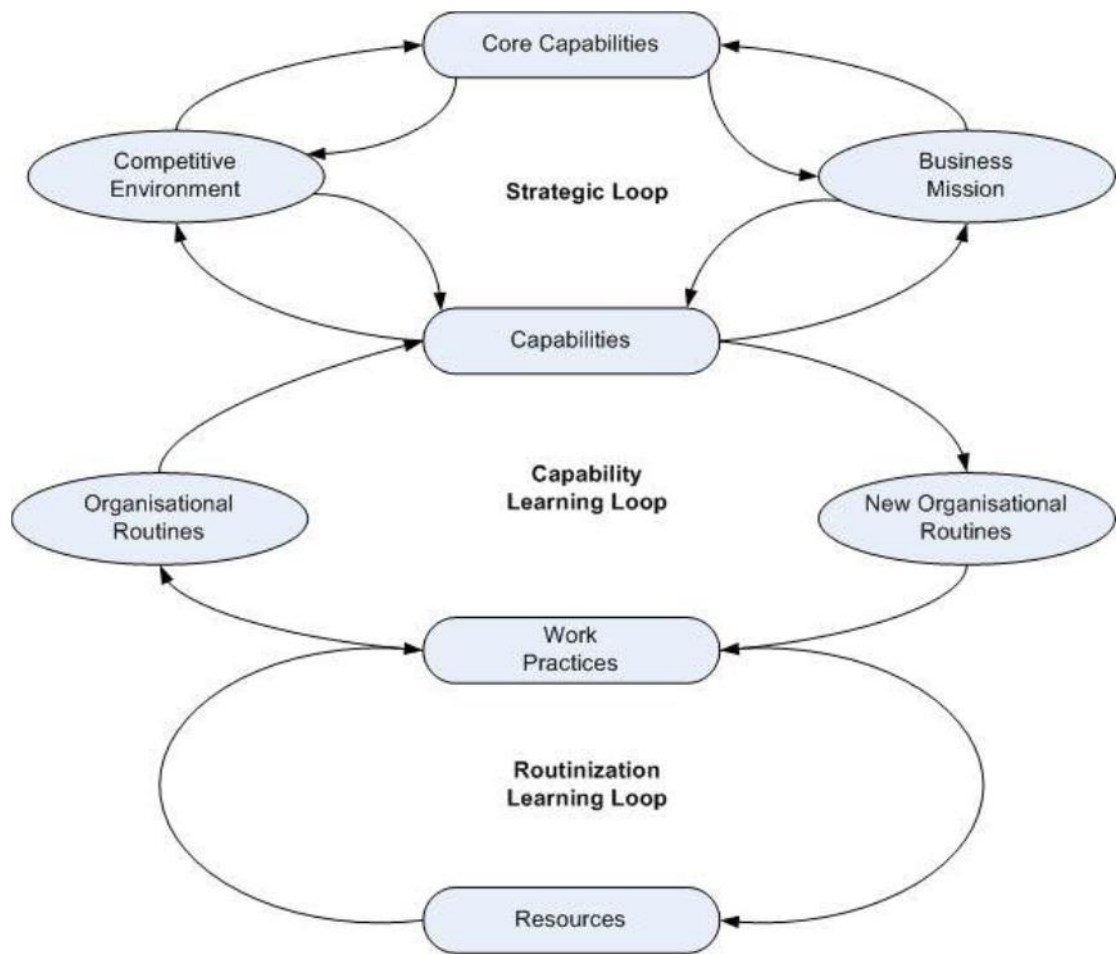 Core Capabilities
Competitive
Environment
Business
Mission
Strategic Loop
Capabilities
Capability
Learning Loop
Organisational
Routines
New Organisational
Routines
Work
Practices
Routinization
Learning Loop
Resources